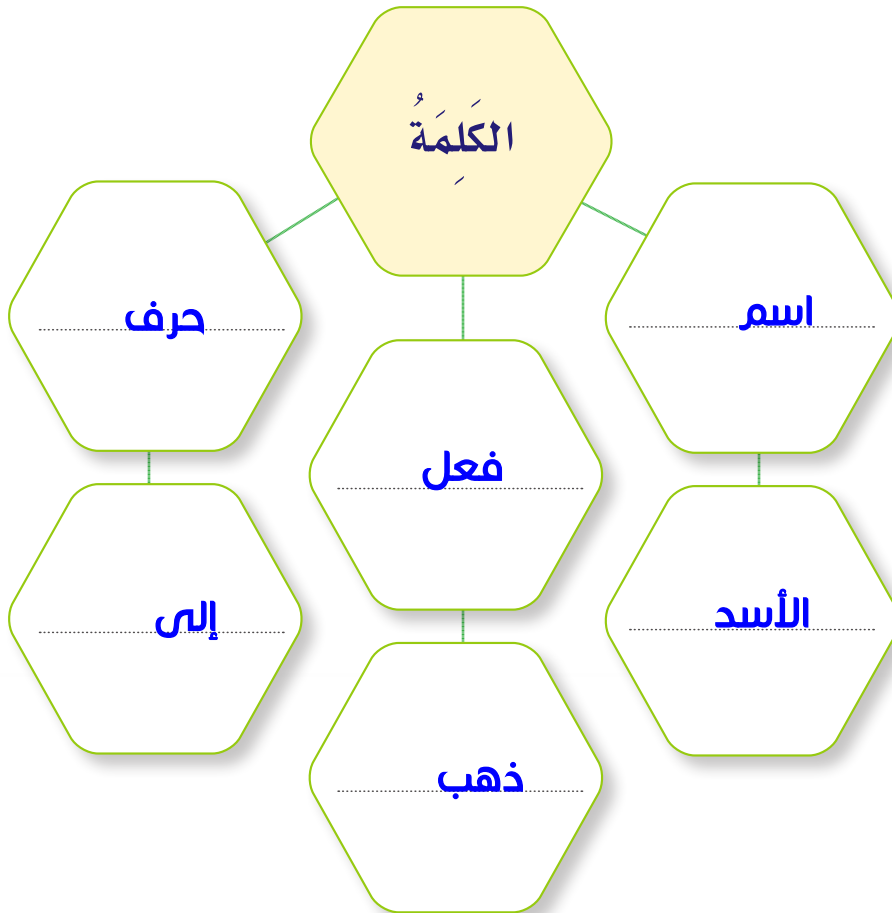 الكَلِمَةُ
اسم
حرف
فعل
الأسد
إلى
ذهب